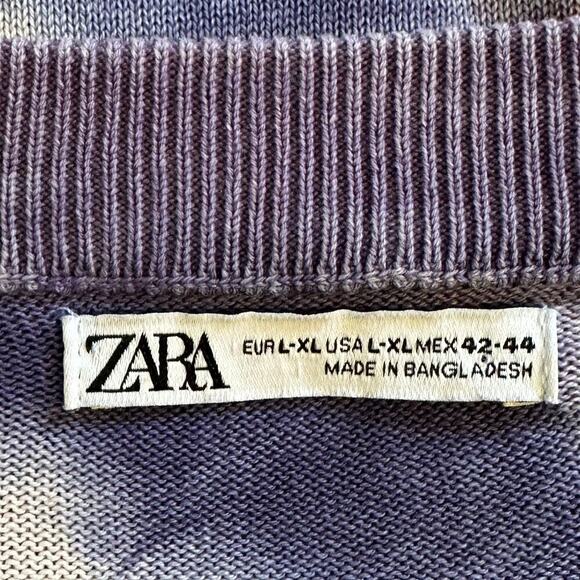 ZARA
EUR L-XL USA L-XL MEX 42-44
MADE IN BANGLADESH